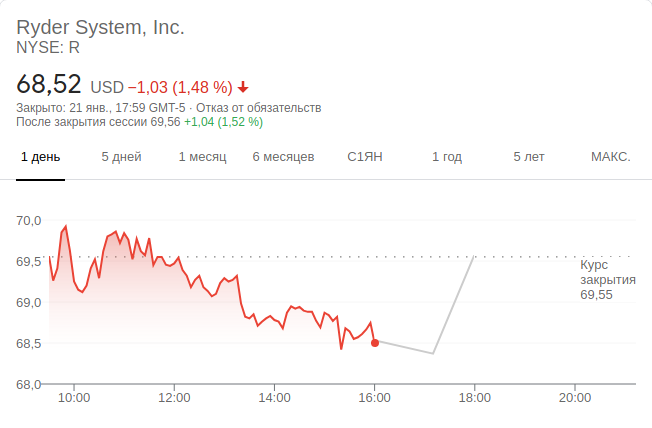 Ryder System, Inc.
NYSE: R
68,52 USD −1,03 (1,48 %)
Закрыто: 21 янв., 17:59 GMT-5 · Отказ от обязательств
После закрытия сессии 69,56 +1,04 (1,52 %)
1 день 5 дней 1 месяц 6 месяцев С1ЯН 1 год 5 лет МАКС.
70,0
69,5
69,0
68,5
68,0
Курс
закрытия
69,55
10:00 12:00 14:00 16:00 18:00 20:00